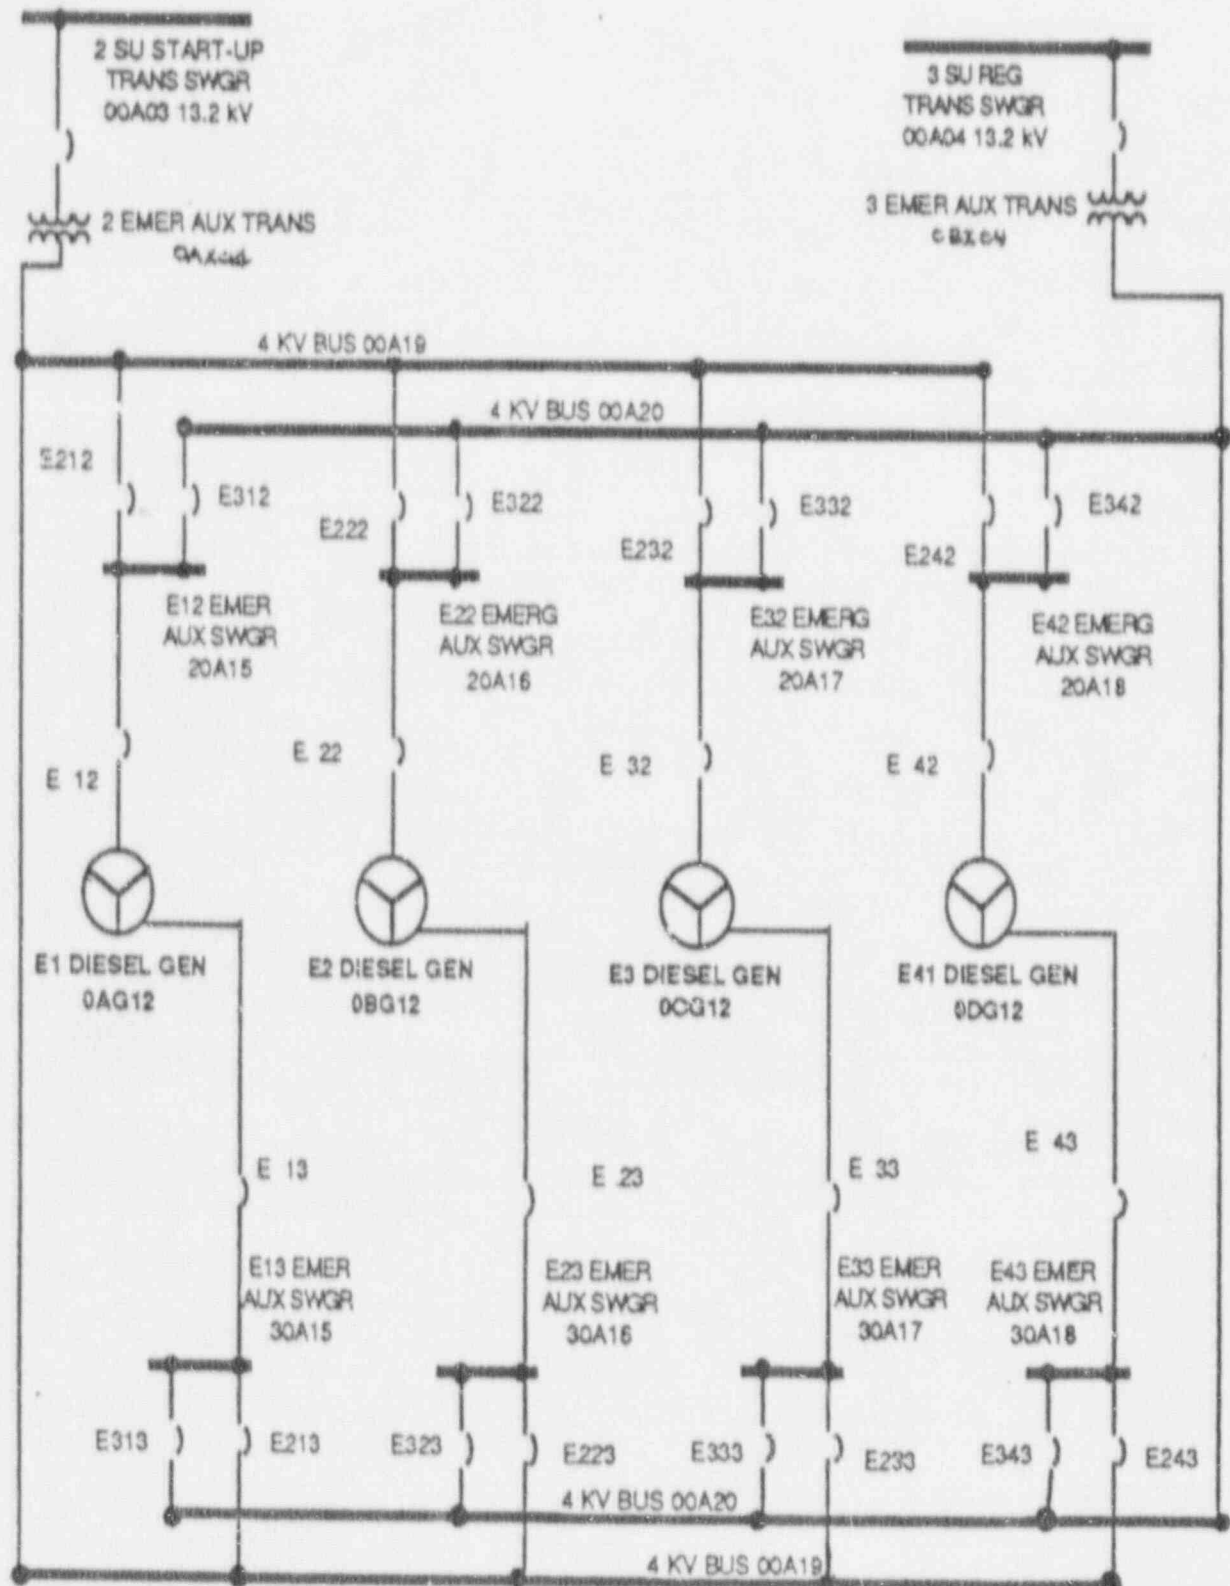 2 SU START-UP
TRANS SWGR
00A03 13.2 kV
3 SU REG
TRANS SWGR
00A04 13.2 kV
2 EMER AUX TRANS
3 EMER AUX TRANS
4 KV BUS 00A19
4 KV BUS 00A20
E212
E312
E222
E322
E232
E332
E242
E342
E12 EMER
AUX SWGR
20A15
E22 EMERG
AUX SWGR
20A16
E32 EMERG
AUX SWGR
20A17
E42 EMERG
AUX SWGR
20A18
E 12
E 22
E 32
E 42
E1 DIESEL GEN
0AG12
E2 DIESEL GEN
0BG12
E3 DIESEL GEN
0CG12
E41 DIESEL GEN
0DG12
E 13
E 23
E 33
E 43
E13 EMER
AUX SWGR
30A15
E23 EMER
AUX SWGR
30A16
E33 EMER
AUX SWGR
30A17
E43 EMER
AUX SWGR
30A18
E313
E213
E323
E223
E333
E233
E343
E243
4 KV BUS 00A20
4 KV BUS 00A19